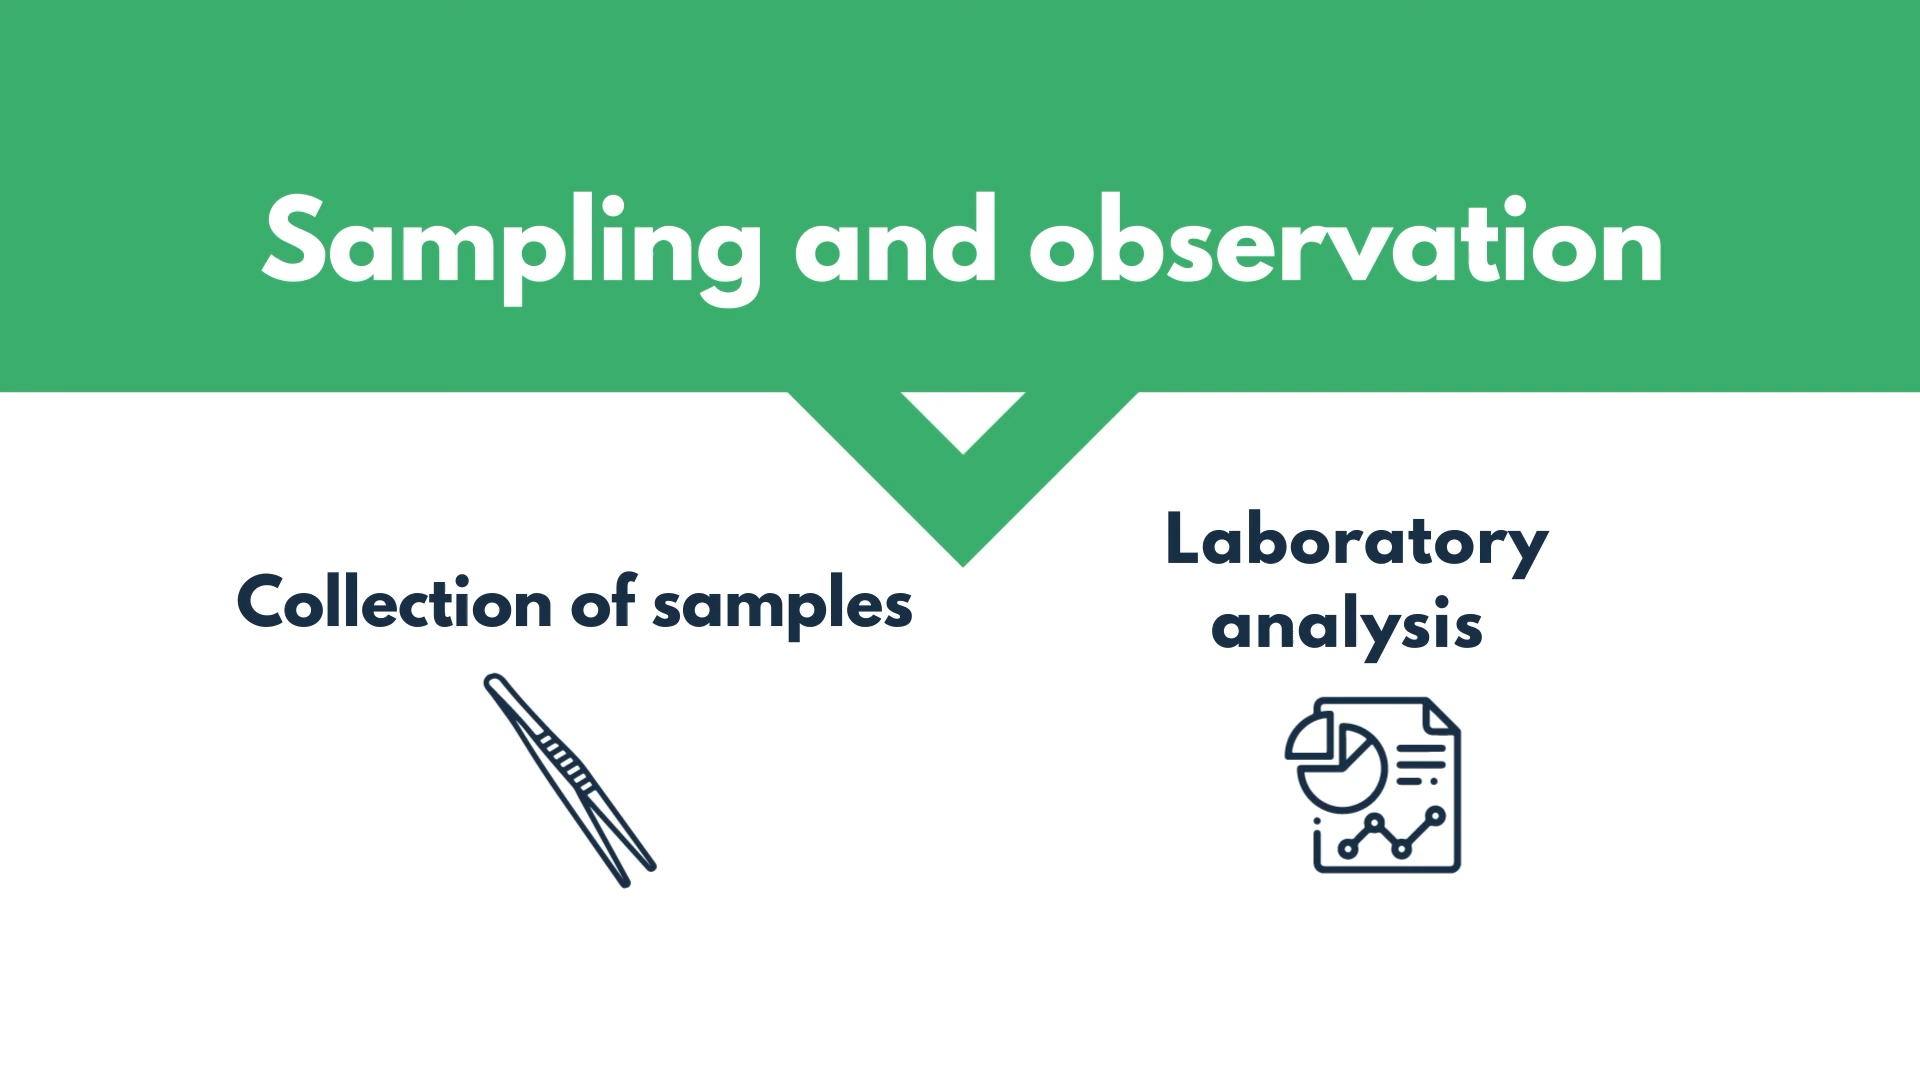 Sampling and observation
Collection of samples
Laboratory
analysis